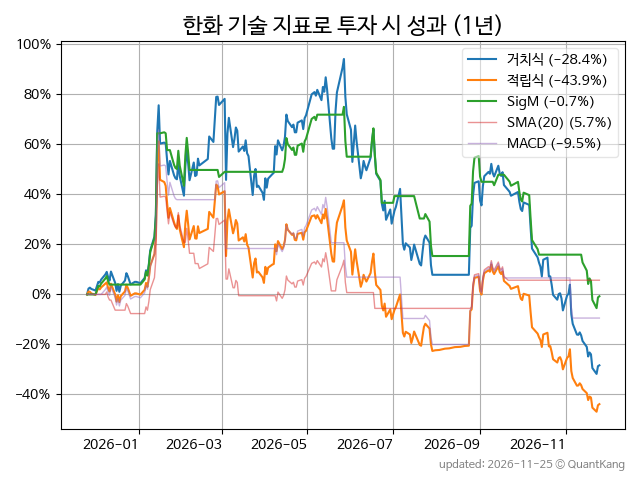 한화 기술 지표로 투자 시 성과 (1년)
100%
80%
60%
40%
20%
0%
−20%
−40%
거치식 (−28.4%)
적립식 (−43.9%)
SigM (−0.7%)
SMA(20) (5.7%)
MACD (−9.5%)
2026-01
2026-03
2026-05
2026-07
2026-09
2026-11
updated: 2026-11-25 ⓒ QuantKang